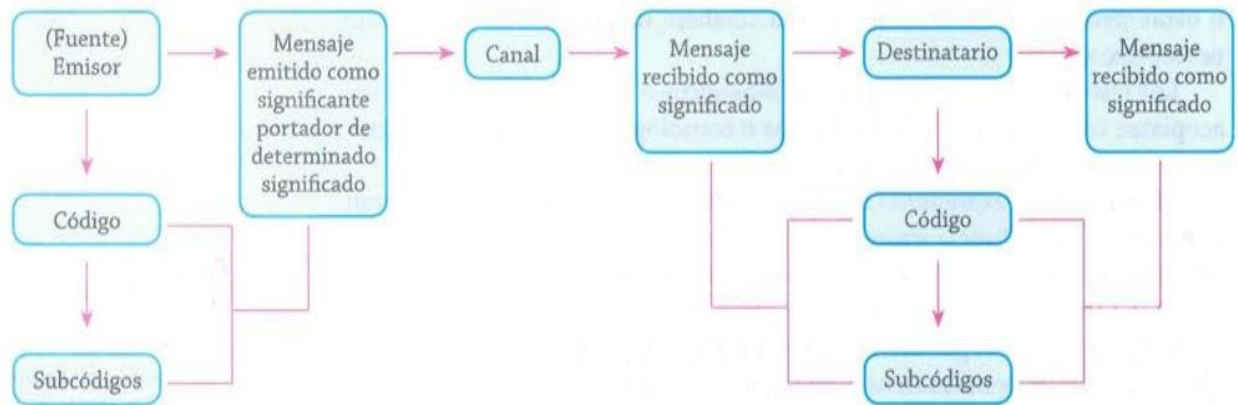 (Fuente)
Emisor
Mensaje
emitido como
significante
portador de
determinado
significado
Canal
Mensaje
recibido como
significado
Destinatario
Mensaje
recibido como
significado
Código
Subcódigos
Código
Subcódigos